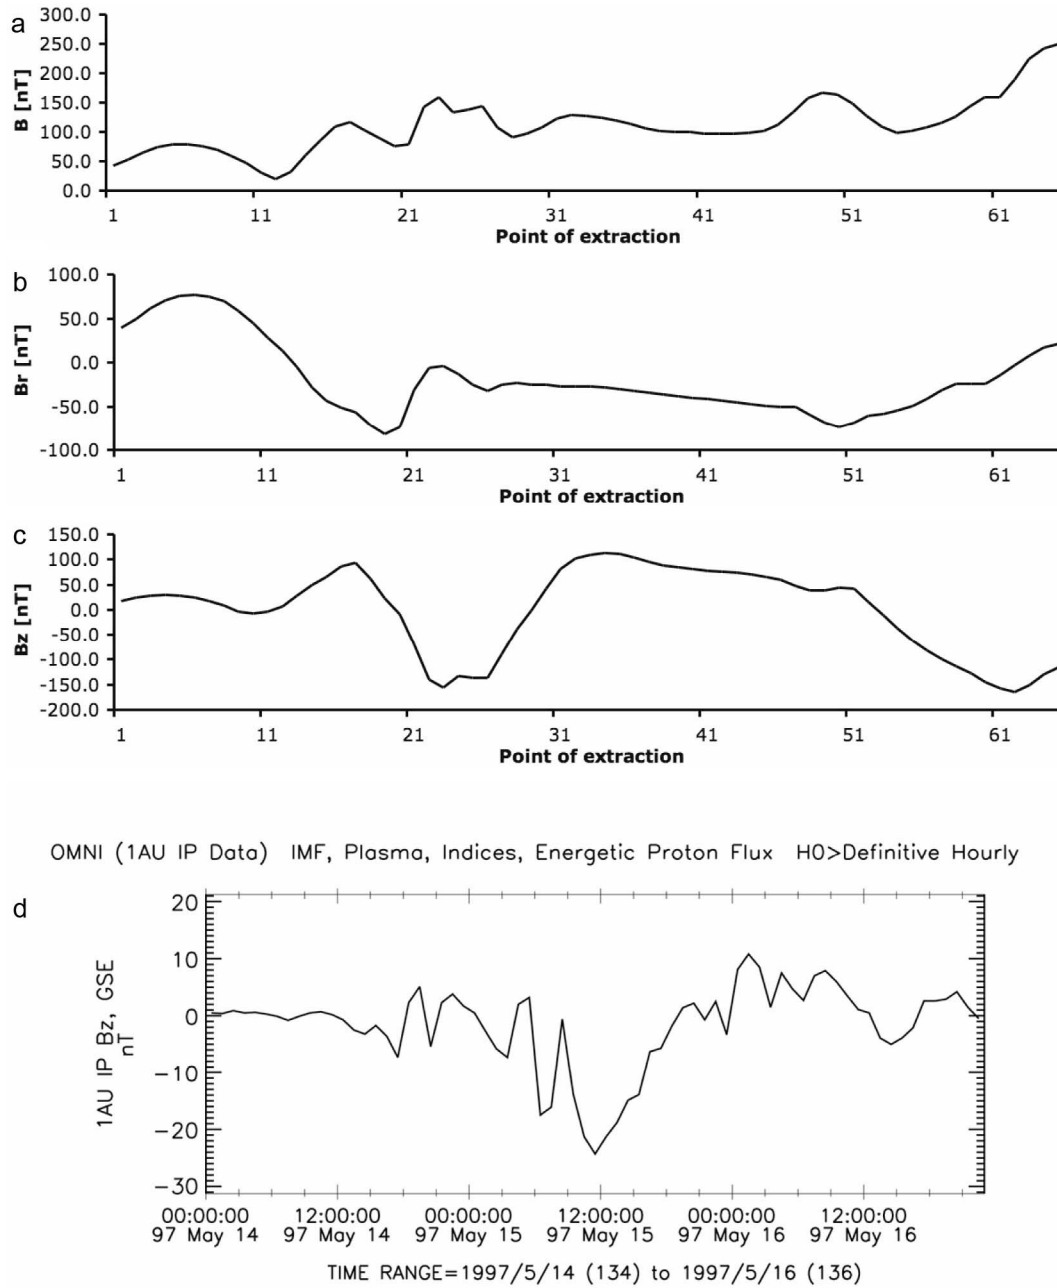 a
300.0
250.0
200.0
150.0
100.0
50.0
0.0
B [nT]
1 11 21 31 41 51 61
Point of extraction
b
100.0
50.0
0.0
-50.0
-100.0
Br [nT]
1 11 21 31 41 51 61
Point of extraction
c
150.0
100.0
50.0
0.0
-50.0
-100.0
-150.0
-200.0
Bz [nT]
1 11 21 31 41 51 61
Point of extraction
OMNI (1AU IP Data) IMF, Plasma, Indices, Energetic Proton Flux H0>Definitive Hourly
d
20
10
0
-10
-20
-30
1AU IP Bz, GSE
nT
00:00:00 12:00:00 00:00:00 12:00:00 00:00:00 12:00:00
97 May 14 97 May 14 97 May 15 97 May 15 97 May 16 97 May 16
TIME RANGE=1997/5/14 (134) to 1997/5/16 (136)